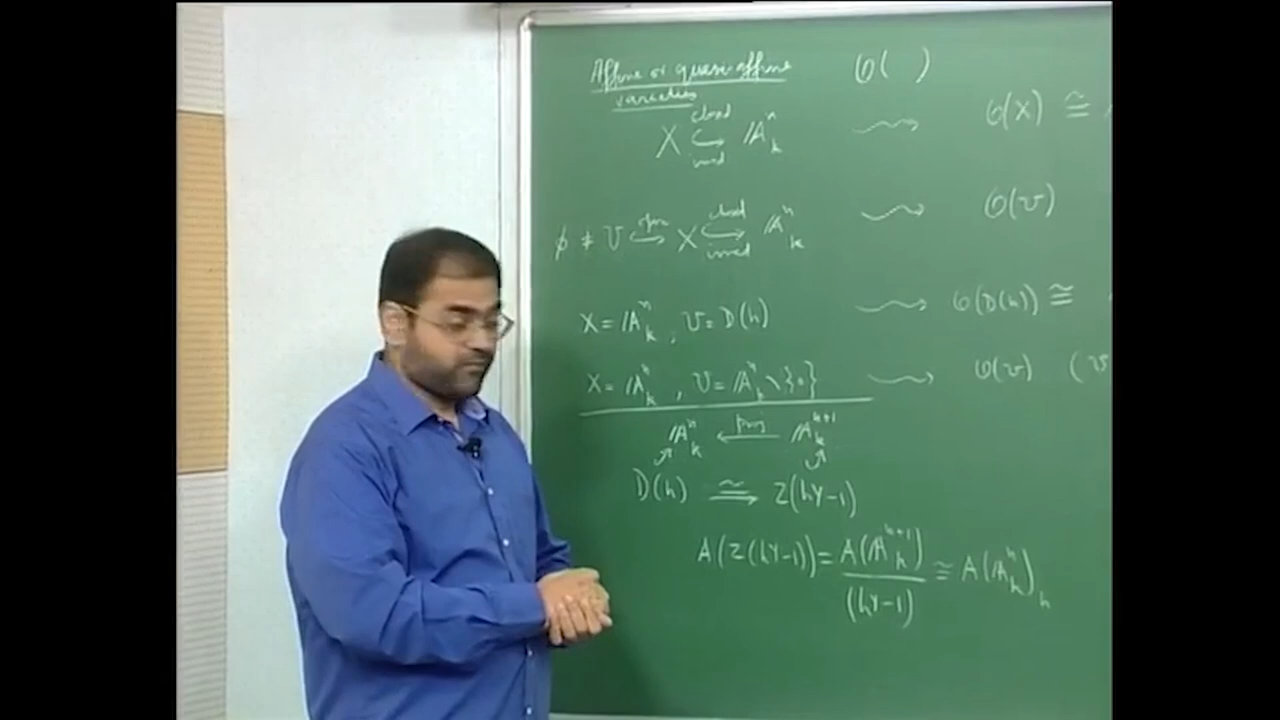 Affine or quasi-affine O( )
varieties
X closed ↪ irred 𝔸ⁿₖ ⇝ O(X) ≅
ϕ ≠ U open ↪ X closed ↪ irred 𝔸ⁿₖ ⇝ O(U)
X = 𝔸ⁿₖ, U = D(h) ⇝ O(D(h)) ≅
X = 𝔸ⁿₖ, U = 𝔸ⁿₖ \ {0} ⇝ O(U) (U
𝔸ⁿₖ ←proj 𝔸ⁿ⁺¹ₖ
D(h) ≅→ Z(hY-1)
A(Z(hY-1)) = A(𝔸ⁿ⁺¹ₖ) / (hY-1) ≅ A(𝔸ⁿₖ)ₕ